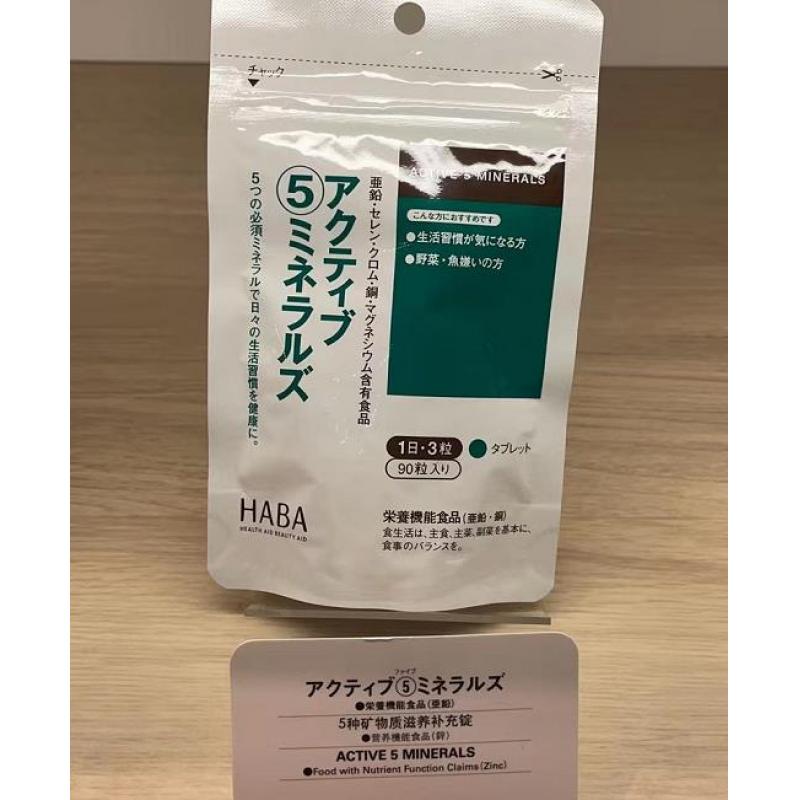 チャック
ACTIVE 5 MINERALS
こんな方におすすめです
●生活習慣が気になる方
●野菜・魚嫌いの方
亜鉛・セレン・クロム・銅・マグネシウム含有食品
アクティブ
⑤ミネラルズ
5つの必須ミネラルで日々の生活習慣を健康に。
1日・3粒
タブレット
90粒入り
栄養機能食品(亜鉛・銅)
食生活は、主食、主菜、副菜を基本に、
食事のバランスを。
HABA
HEALTH AID BEAUTY AID
ファイブ
アクティブ⑤ミネラルズ
●栄養機能食品(亜鉛)
5种矿物质滋养补充锭
●营养机能食品(锌)
ACTIVE 5 MINERALS
●Food with Nutrient Function Claims(Zinc)